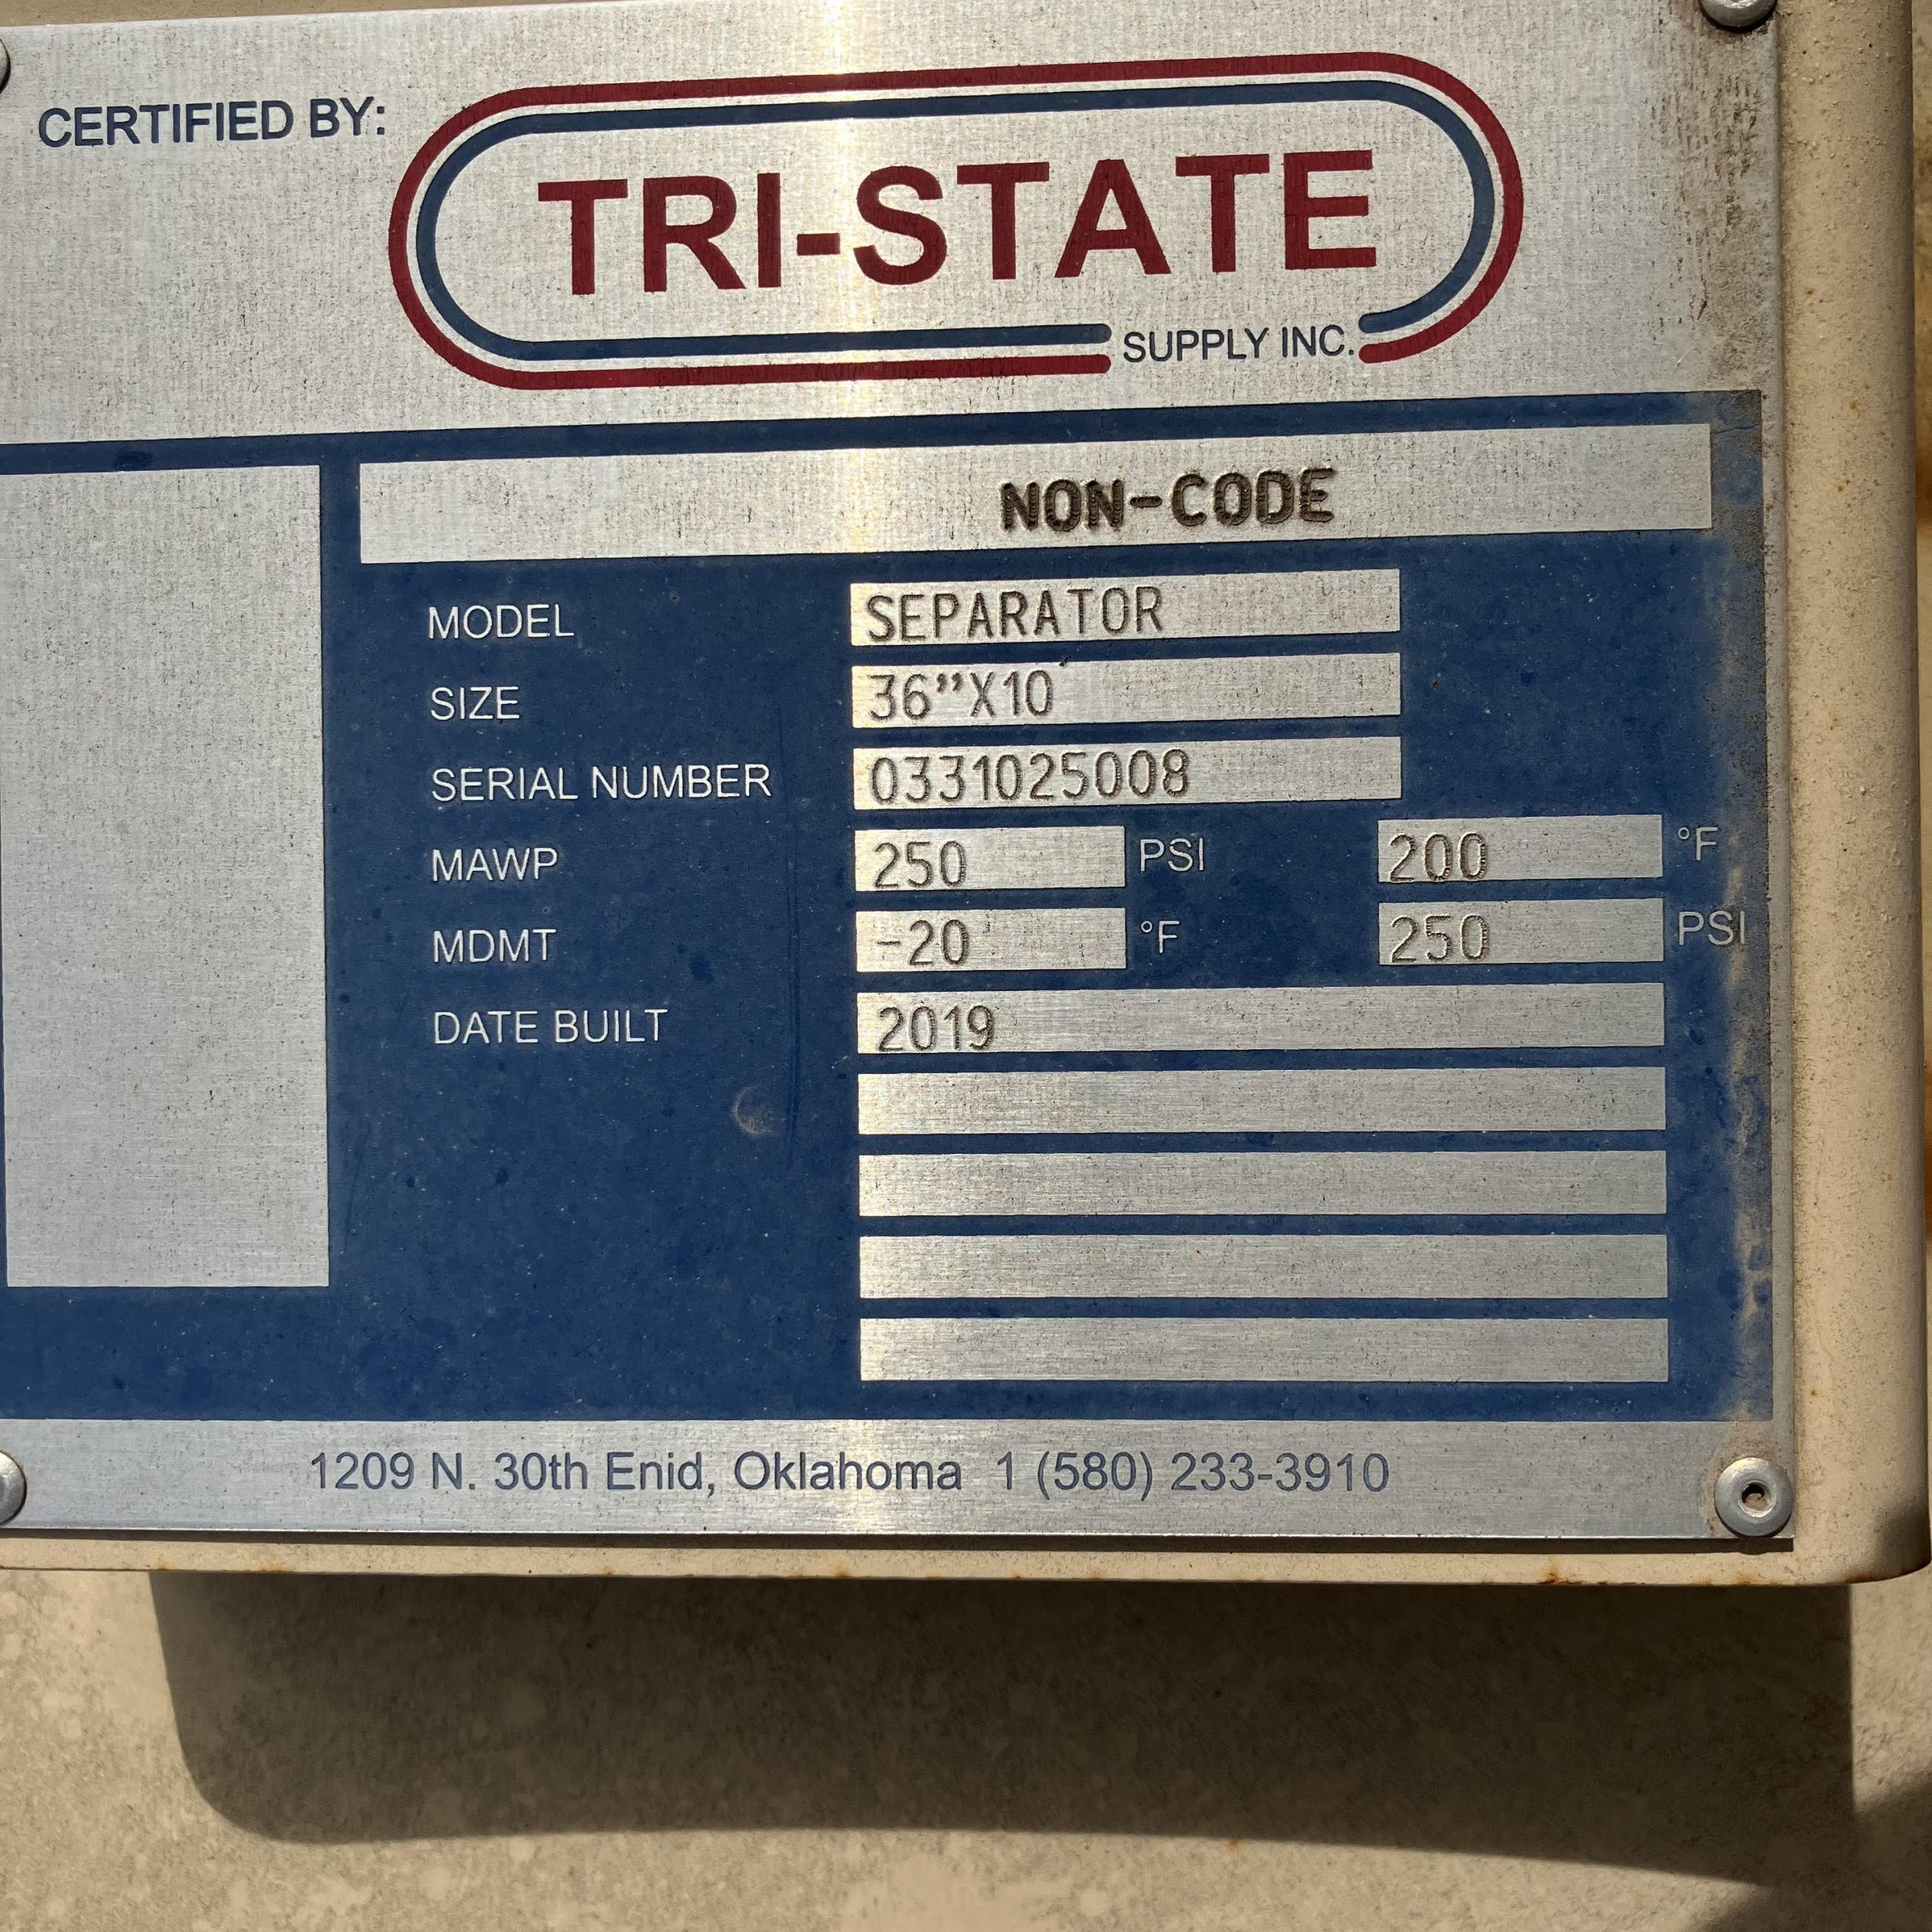 CERTIFIED BY:
TRI-STATE
SUPPLY INC.
NON-CODE
MODEL SEPARATOR
SIZE 36”X10
SERIAL NUMBER 0331025008
MAWP 250 PSI 200 °F
MDMT -20 °F 250 PSI
DATE BUILT 2019
1209 N. 30th Enid, Oklahoma 1 (580) 233-3910